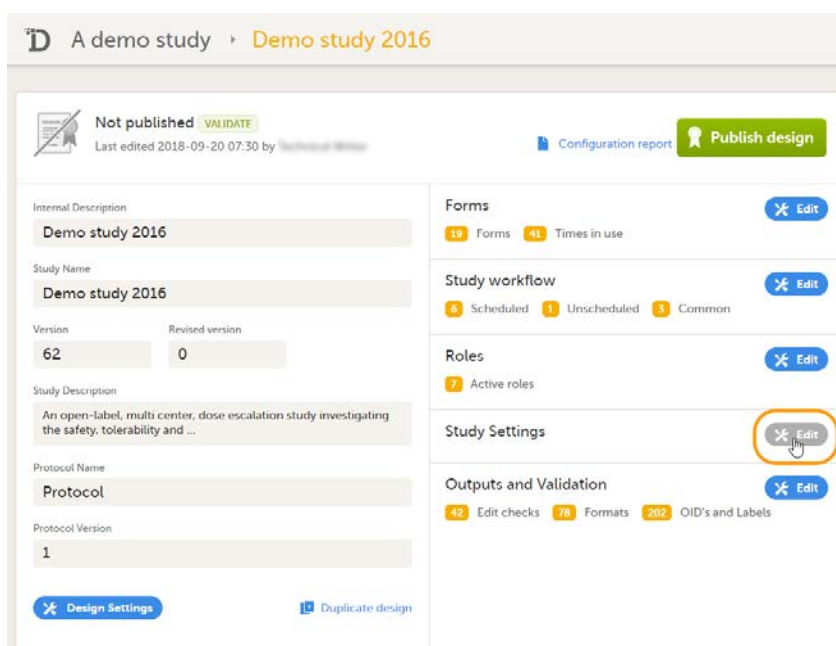 A demo study ‣ Demo study 2016
Not published VALIDATE
Last edited 2018-09-20 07:30 by
Configuration report
Publish design
Internal Description
Demo study 2016
Study Name
Demo study 2016
Version Revised version
62 0
Study Description
An open-label, multi center, dose escalation study investigating
the safety, tolerability and ...
Protocol Name
Protocol
Protocol Version
1
Design Settings Duplicate design
Forms Edit
19 Forms 41 Times in use
Study workflow Edit
6 Scheduled 1 Unscheduled 3 Common
Roles Edit
7 Active roles
Study Settings Edit
Outputs and Validation Edit
42 Edit checks 78 Formats 202 OID's and Labels